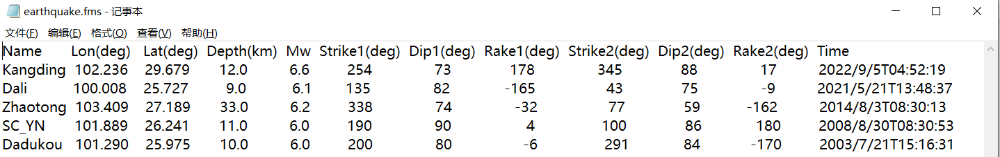 earthquake.fms - 记事本
文件(F) 编辑(E) 格式(O) 查看(V) 帮助(H)
Name Lon(deg) Lat(deg) Depth(km) Mw Strike1(deg) Dip1(deg) Rake1(deg) Strike2(deg) Dip2(deg) Rake2(deg) Time
Kangding 102.236 29.679 12.0 6.6 254 73 178 345 88 17 2022/9/5T04:52:19
Dali 100.008 25.727 9.0 6.1 135 82 -165 43 75 -9 2021/5/21T13:48:37
Zhaotong 103.409 27.189 33.0 6.2 338 74 -32 77 59 -162 2014/8/3T08:30:13
SC_YN 101.889 26.241 11.0 6.0 190 90 4 100 86 180 2008/8/30T08:30:53
Dadukou 101.290 25.975 10.0 6.0 200 80 -6 291 84 -170 2003/7/21T15:16:31